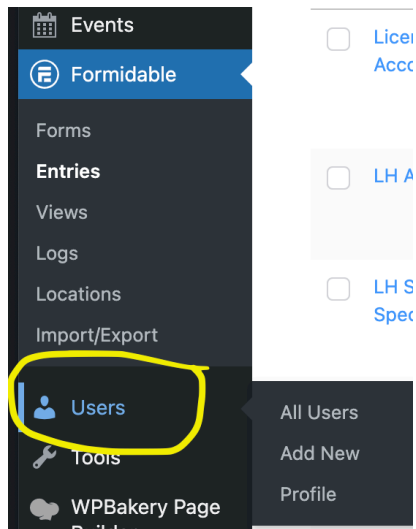 Events
Formidable
Forms
Entries
Views
Logs
Locations
Import/Export
Users
Tools
WPBakery Page
Builder
All Users
Add New
Profile
LH